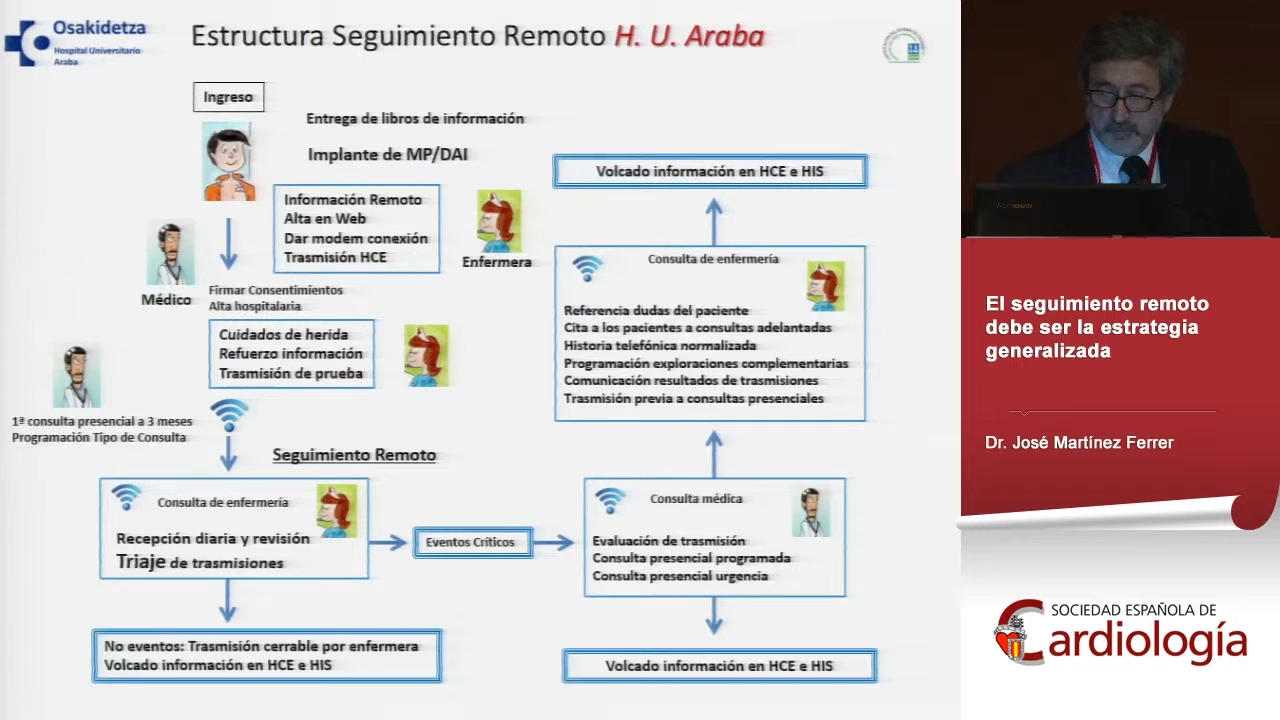 Osakidetza
Hospital Universitario
Araba
Estructura Seguimiento Remoto H. U. Araba
Ingreso
Entrega de libros de información
Implante de MP/DAI
Información Remoto
Alta en Web
Dar modem conexión
Trasmisión HCE
Enfermera
Médico
Firmar Consentimientos
Alta hospitalaria
Cuidados de herida
Refuerzo información
Trasmisión de prueba
1ª consulta presencial a 3 meses
Programación Tipo de Consulta
Seguimiento Remoto
Consulta de enfermería
Recepción diaria y revisión
Triaje de trasmisiones
No eventos: Trasmisión cerrable por enfermera
Volcado información en HCE e HIS
Eventos Críticos
Consulta médica
Evaluación de trasmisión
Consulta presencial programada
Consulta presencial urgencia
Volcado información en HCE e HIS
Consulta de enfermería
Referencia dudas del paciente
Cita a los pacientes a consultas adelantadas
Historia telefónica normalizada
Programación exploraciones complementarias
Comunicación resultados de trasmisiones
Trasmisión previa a consultas presenciales
Volcado información en HCE e HIS
El seguimiento remoto
debe ser la estrategia
generalizada
Dr. José Martínez Ferrer
SOCIEDAD ESPAÑOLA DE
Cardiología